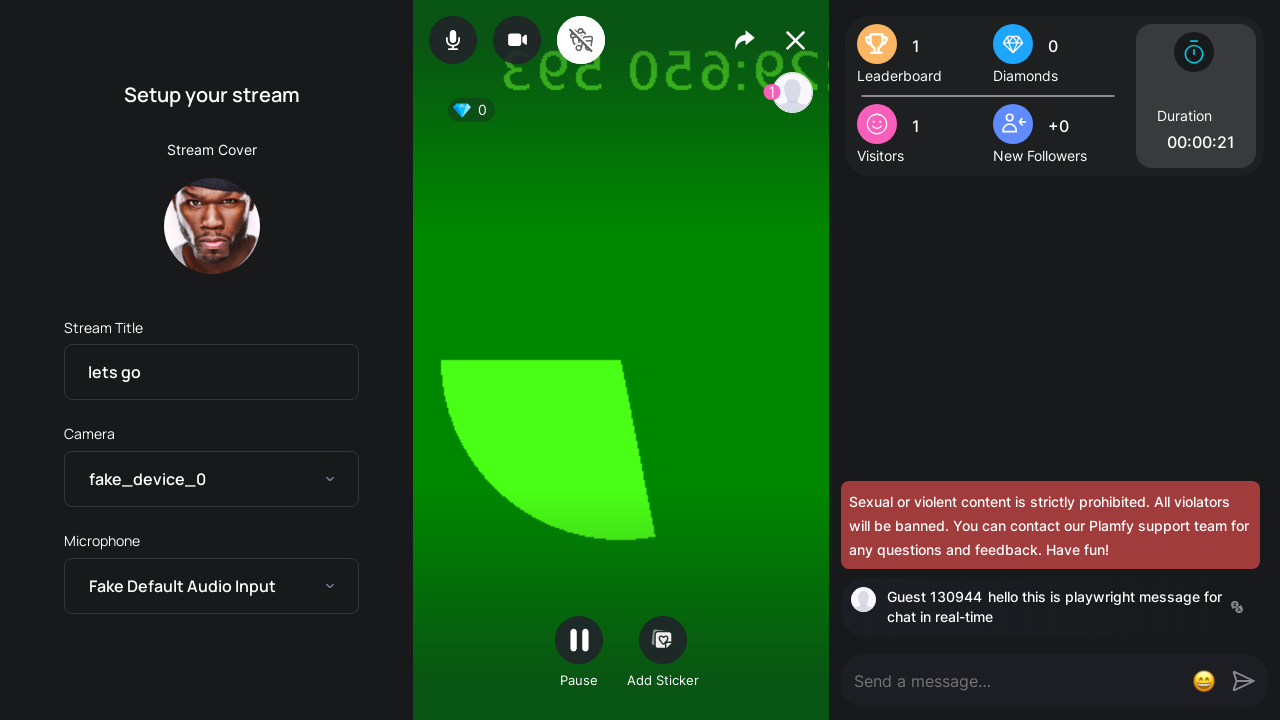 Setup your stream
Stream Cover
Stream Title
lets go
Camera
fake_device_0
Microphone
Fake Default Audio Input
0
1
Pause
Add Sticker
1
Leaderboard
0
Diamonds
1
Visitors
+0
New Followers
Duration
00:00:21
Sexual or violent content is strictly prohibited. All violators
will be banned. You can contact our Plamfy support team for
any questions and feedback. Have fun!
Guest 130944 hello this is playwright message for
chat in real-time
Send a message...